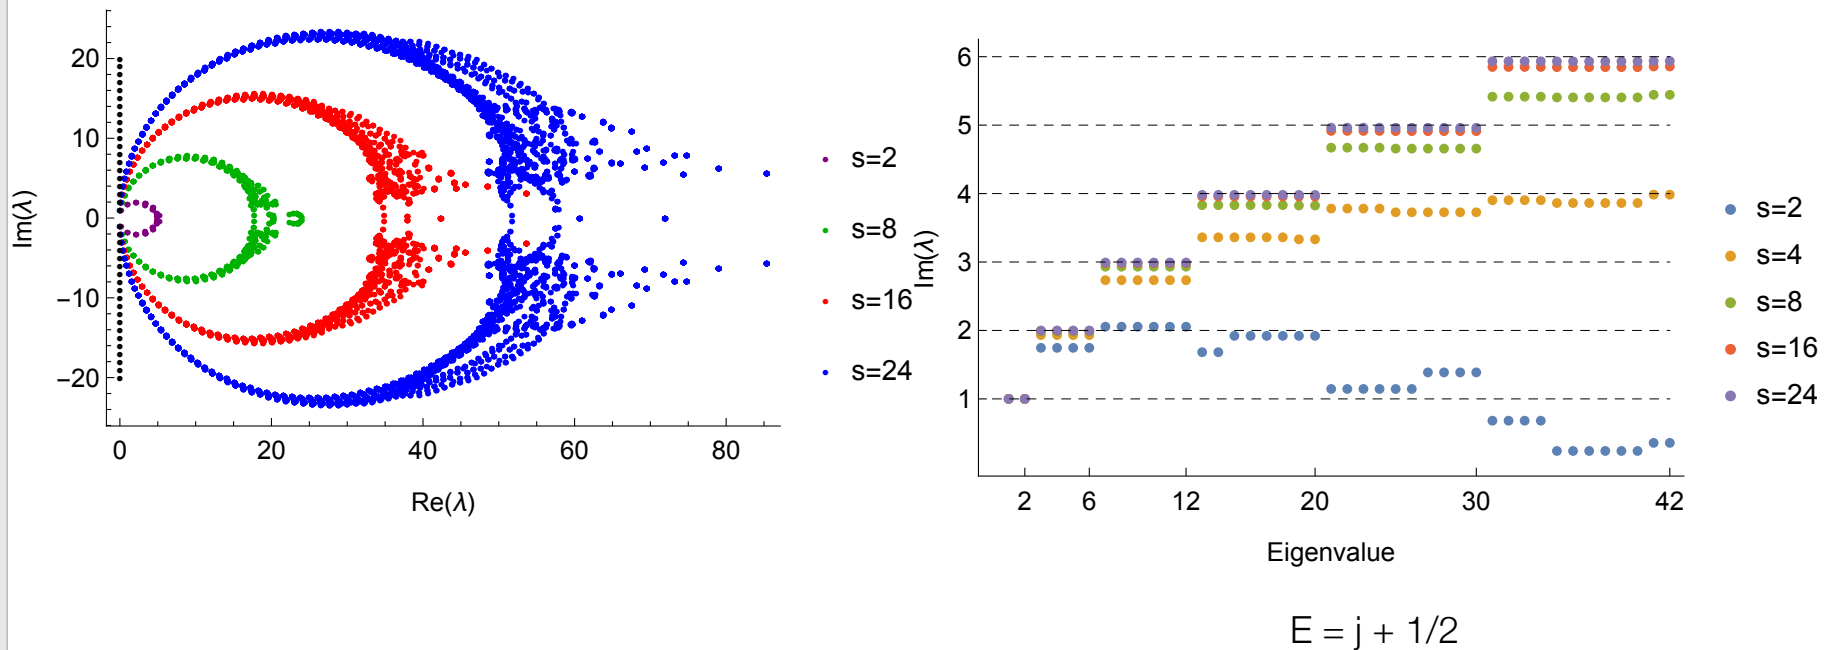 20
10
0
−10
−20
Im(λ)
0
20
40
60
80
Re(λ)
s=2
s=8
s=16
s=24
6
5
4
3
2
1
Im(λ)
2
6
12
20
30
42
Eigenvalue
s=2
s=4
s=8
s=16
s=24
E = j + 1/2